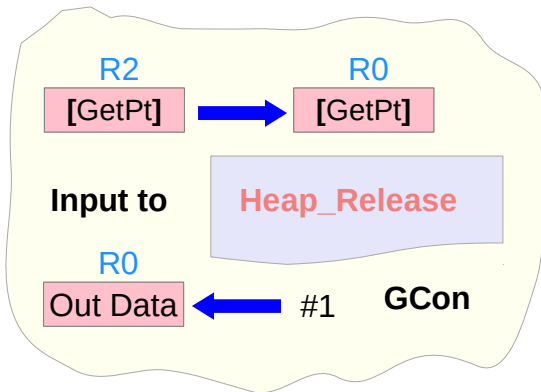 R2 R0
[GetPt] [GetPt]
Input to Heap_Release
R0
Out Data #1 GCon